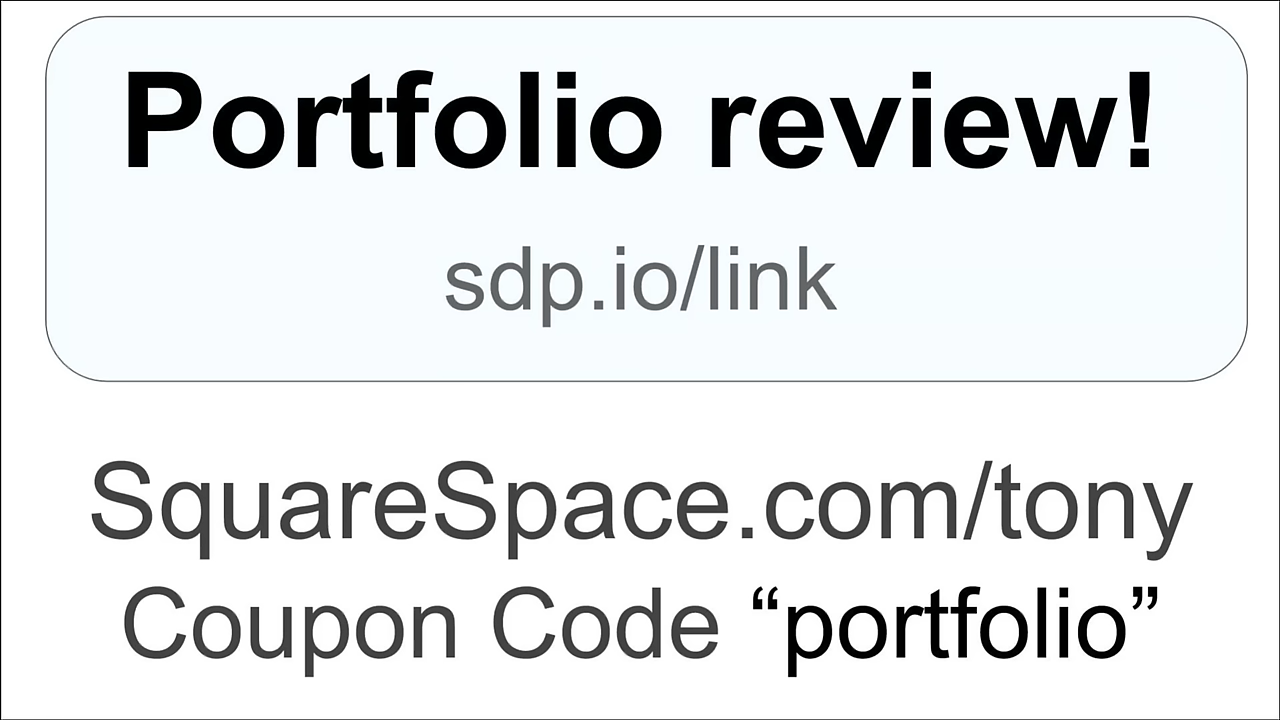 Portfolio review!
sdp.io/link
SquareSpace.com/tony
Coupon Code “portfolio”